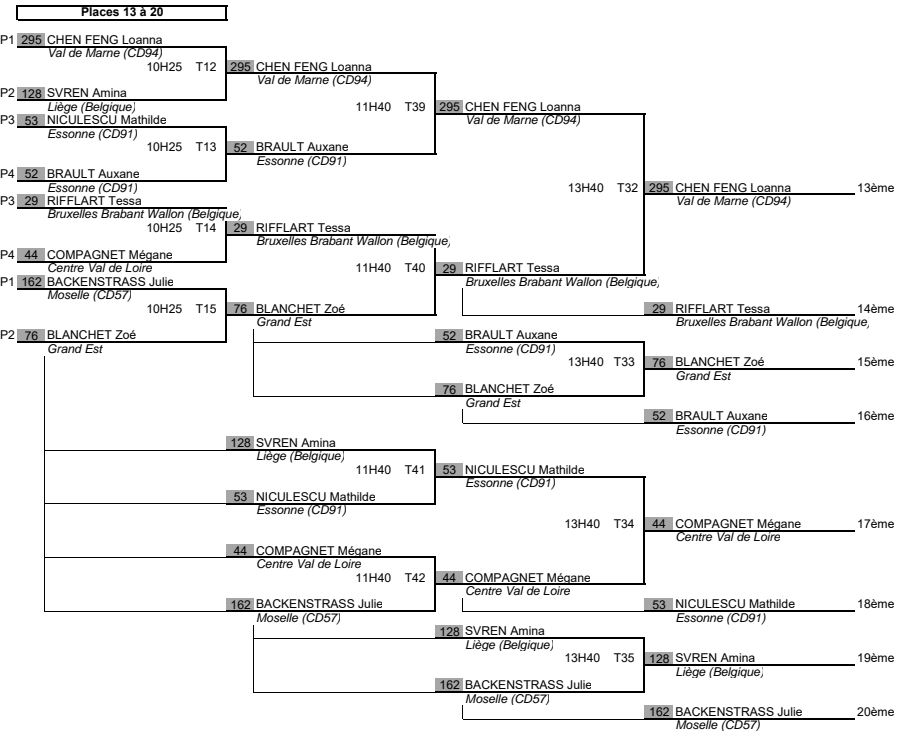 Places 13 à 20
P1 295 CHEN FENG Loanna
Val de Marne (CD94)
10H25 T12 295 CHEN FENG Loanna
Val de Marne (CD94)
P2 128 SVREN Amina
Liège (Belgique)
11H40 T39 295 CHEN FENG Loanna
Val de Marne (CD94)
P3 53 NICULESCU Mathilde
Essonne (CD91)
10H25 T13 52 BRAULT Auxane
Essonne (CD91)
P4 52 BRAULT Auxane
Essonne (CD91)
13H40 T32 295 CHEN FENG Loanna 13ème
Val de Marne (CD94)
P3 29 RIFFLART Tessa
Bruxelles Brabant Wallon (Belgique)
10H25 T14 29 RIFFLART Tessa
Bruxelles Brabant Wallon (Belgique)
P4 44 COMPAGNET Mégane
Centre Val de Loire
11H40 T40 29 RIFFLART Tessa
Bruxelles Brabant Wallon (Belgique)
P1 162 BACKENSTRASS Julie
Moselle (CD57)
10H25 T15 76 BLANCHET Zoé
Grand Est
29 RIFFLART Tessa 14ème
Bruxelles Brabant Wallon (Belgique)
P2 76 BLANCHET Zoé
Grand Est
52 BRAULT Auxane
Essonne (CD91)
13H40 T33 76 BLANCHET Zoé 15ème
Grand Est
76 BLANCHET Zoé
Grand Est
52 BRAULT Auxane 16ème
Essonne (CD91)
128 SVREN Amina
Liège (Belgique)
11H40 T41 53 NICULESCU Mathilde
Essonne (CD91)
53 NICULESCU Mathilde
Essonne (CD91)
13H40 T34 44 COMPAGNET Mégane 17ème
Centre Val de Loire
44 COMPAGNET Mégane
Centre Val de Loire
11H40 T42 44 COMPAGNET Mégane
Centre Val de Loire
162 BACKENSTRASS Julie
Moselle (CD57)
53 NICULESCU Mathilde 18ème
Essonne (CD91)
128 SVREN Amina
Liège (Belgique)
13H40 T35 128 SVREN Amina 19ème
Liège (Belgique)
162 BACKENSTRASS Julie
Moselle (CD57)
162 BACKENSTRASS Julie 20ème
Moselle (CD57)